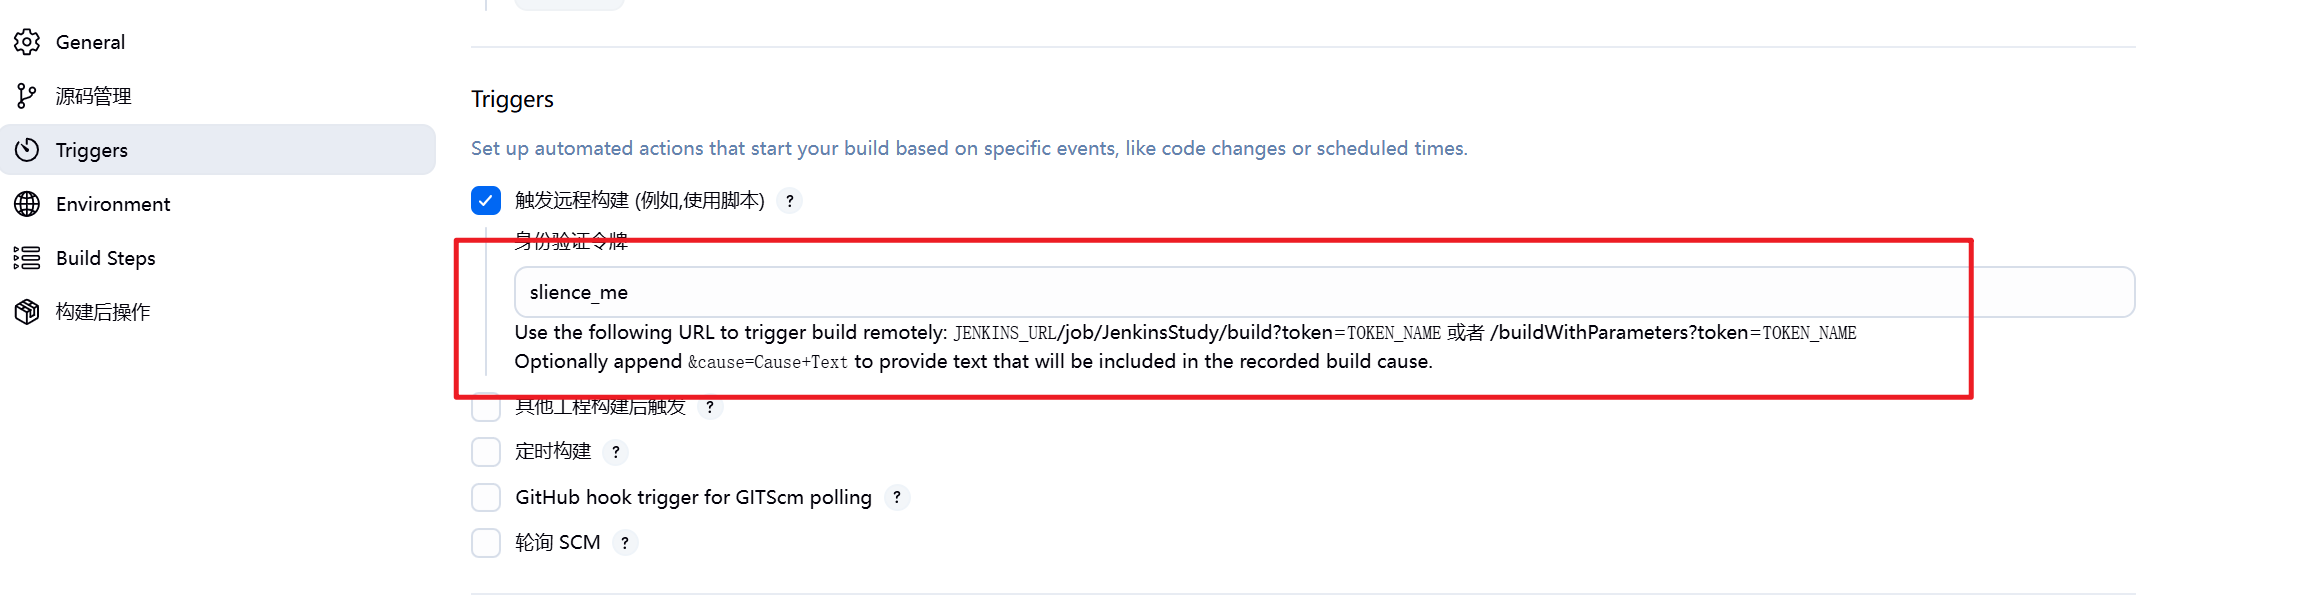 General
源码管理
Triggers
Environment
Build Steps
构建后操作
Triggers
Set up automated actions that start your build based on specific events, like code changes or scheduled times.
触发远程构建 (例如,使用脚本) ?
身份验证令牌
slience_me
Use the following URL to trigger build remotely: JENKINS_URL/job/JenkinsStudy/build?token=TOKEN_NAME 或者 /buildWithParameters?token=TOKEN_NAME
Optionally append &cause=Cause+Text to provide text that will be included in the recorded build cause.
其他工程构建后触发 ?
定时构建 ?
GitHub hook trigger for GITScm polling ?
轮询 SCM ?